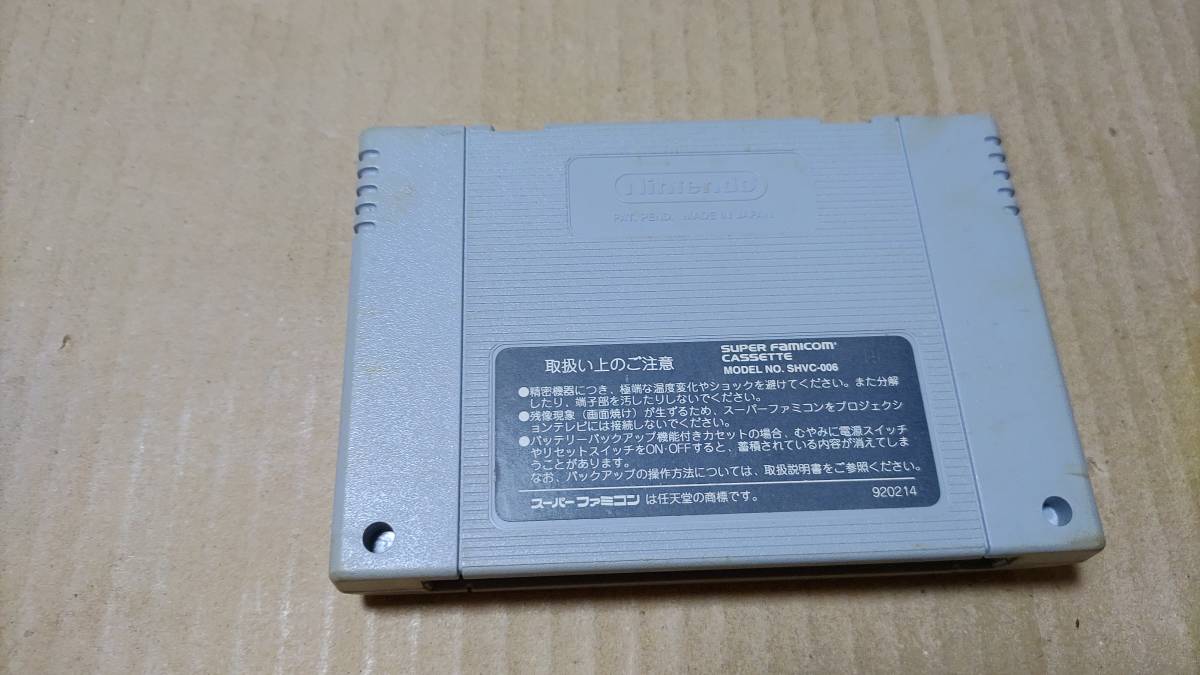 Nintendo
PAT. PEND. MADE IN JAPAN
取扱い上のご注意
SUPER FAMICOM
CASSETTE
MODEL NO. SHVC-006
●精密機器につき、極端な温度変化やショックを避けてください。また分解
したり、端子部を汚したりしないでください。
●残像現象（画面焼け）が生ずるため、スーパーファミコンをプロジェクシ
ョンテレビには接続しないでください。
●バッテリーバックアップ機能付きカセットの場合、むやみに電源スイッチ
やリセットスイッチをON・OFFすると、蓄積されている内容が消えてしま
うことがあります。
なお、バックアップの操作方法については、取扱説明書をご参照ください。
スーパーファミコン は任天堂の商標です。
920214